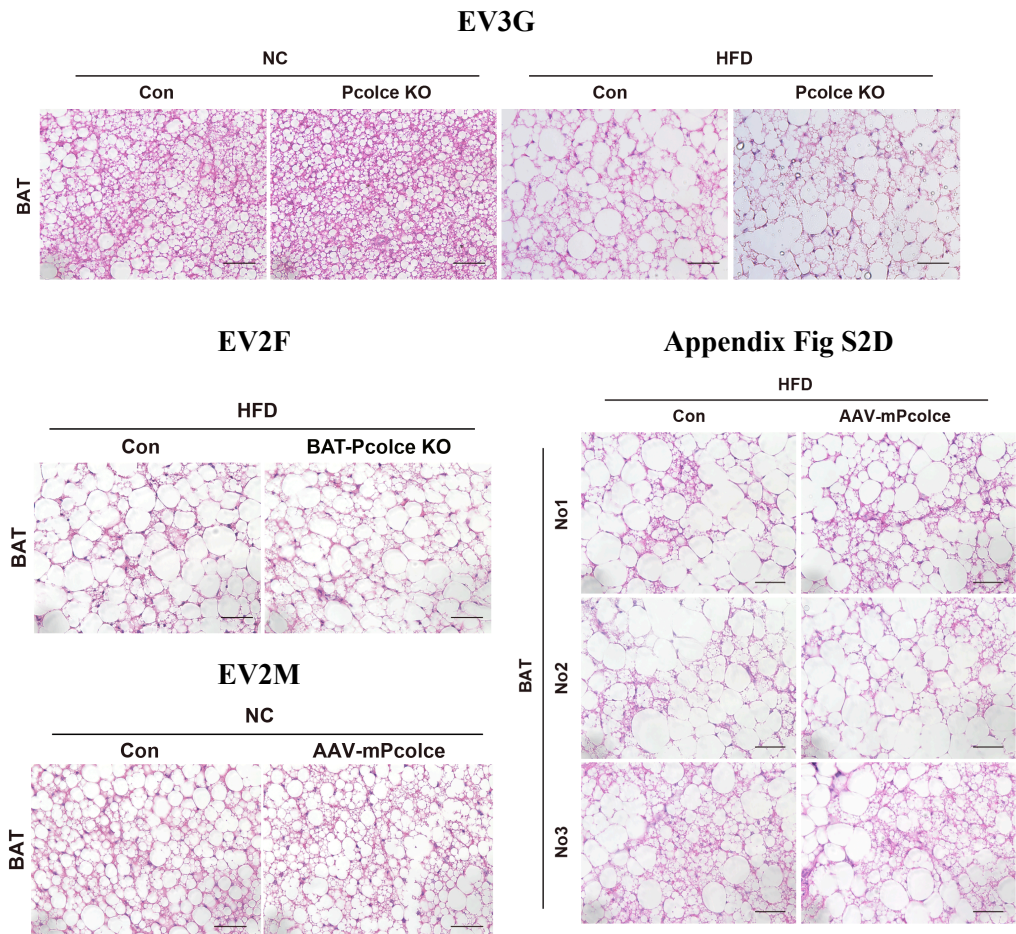 EV3G
NC
HFD
Con
Pcolce KO
Con
Pcolce KO
BAT
EV2F
HFD
Con
BAT-Pcolce KO
BAT
EV2M
NC
Con
AAV-mPcolce
BAT
Appendix Fig S2D
HFD
Con
AAV-mPcolce
BAT
No1
No2
No3